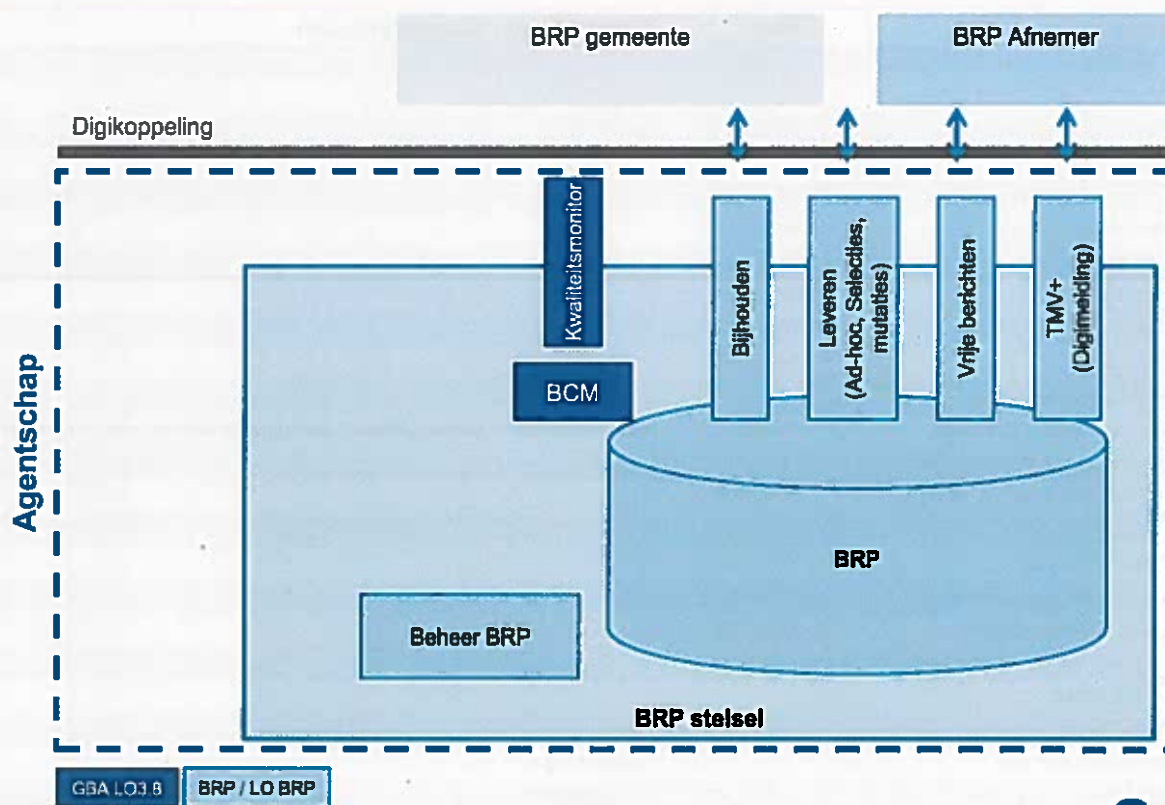 BRP gemeente
BRP Afnemer
Digikoppeling
Agentschap
Kwaliteitsmonitor
BCM
Bijhouden
Leveren
(Ad-hoc, Selecties,
mutaties)
Vrije berichten
TMV+
(Digimelding)
BRP
Beheer BRP
BRP stelsel
GBA LO3.8
BRP / LO BRP